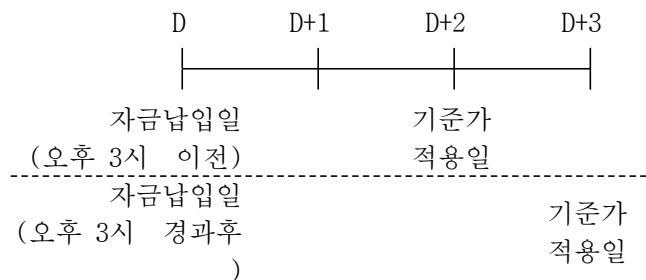 D D+1 D+2 D+3
자금납입일 기준가
(오후 3시 이전) 적용일
자금납입일
(오후 3시 경과후
)
기준가
적용일